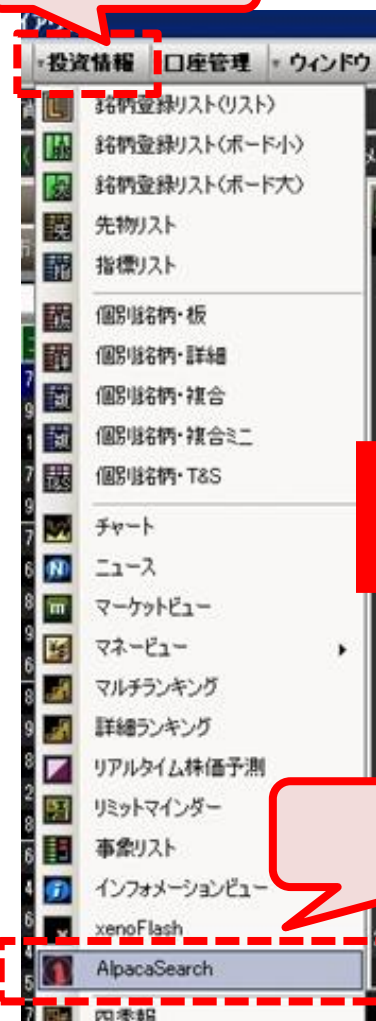 投資情報 口座管理 ウィンドウ
銘柄登録リスト(リスト)
銘柄登録リスト(ボード小)
銘柄登録リスト(ボード大)
先物リスト
指標リスト
個別銘柄・板
個別銘柄・詳細
個別銘柄・複合
個別銘柄・複合ミニ
個別銘柄・T&S
チャート
ニュース
マーケットビュー
マネービュー
マルチランキング
詳細ランキング
リアルタイム株価予測
リミットマインダー
事象リスト
インフォメーションビュー
xenoFlash
AlpacaSearch
四季報